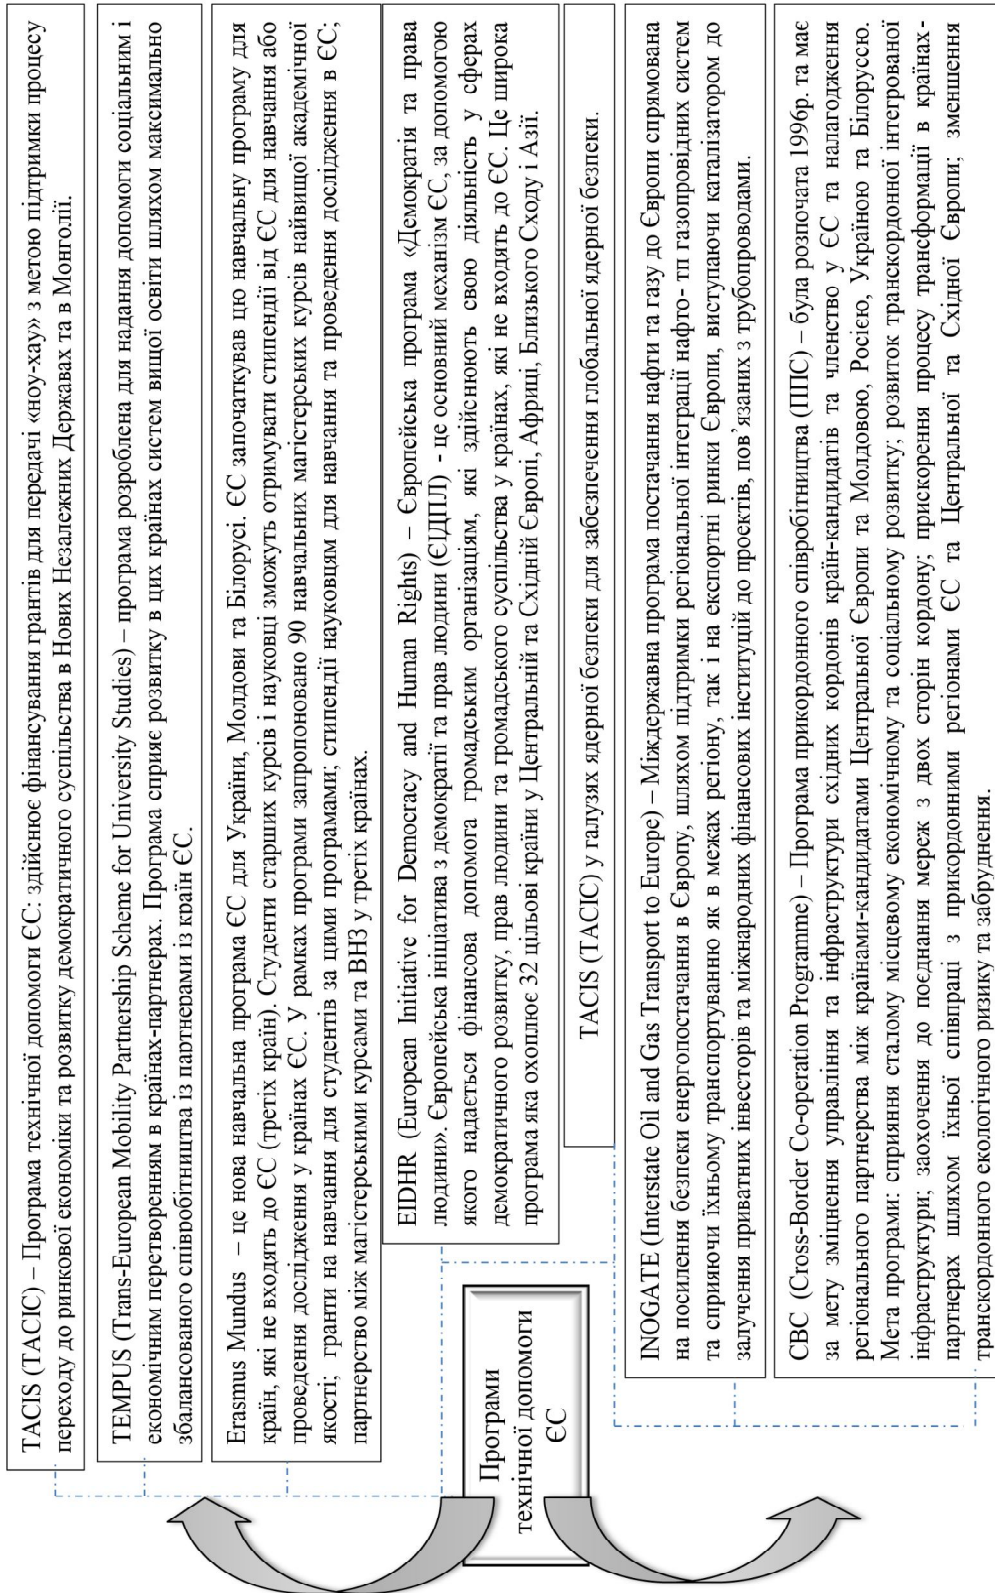 TACIS (ТАСІС) – Програма технічної допомоги ЄС: здійснює фінансування грантів для передачі «ноу-хау» з метою підтримки процесу
переходу до ринкової економіки та розвитку демократичного суспільства в Нових Незалежних Державах та в Монголії.
TEMPUS (Trans-European Mobility Partnership Scheme for University Studies) – програма розроблена для надання допомоги соціальним і
економічним перетворенням в країнах-партнерах. Програма сприяє розвитку в цих країнах систем вищої освіти шляхом максимально
збалансованого співробітництва із партнерами із країн ЄС.
Erasmus Mundus – це нова навчальна програма ЄС для України, Молдови та Білорусі. ЄС започаткував цю навчальну програму для
країн, які не входять до ЄС (третіх країн). Студенти старших курсів і науковці зможуть отримувати стипендії від ЄС для навчання або
проведення досліджень у країнах ЄС. У рамках програми запропоновано 90 навчальних магістерських курсів найвищої академічної
якості; гранти на навчання для студентів за цими програмами; стипендії науковцям для навчання та проведення дослідження в ЄС;
партнерство між магістерськими курсами та ВНЗ у третіх країнах.
EIDHR (European Initiative for Democracy and Human Rights) – Європейська програма «Демократія та права
людини». Європейська ініціатива з демократії та прав людини (ЄІДПЛ) - це основний механізм ЄС, за допомогою
якого надається фінансова допомога громадським організаціям, які здійснюють свою діяльність у сферах
демократичного розвитку, прав людини та громадського суспільства у країнах, які не входять до ЄС. Це широка
програма яка охоплює 32 цільові країни у Центральній та Східній Європі, Африці, Близького Сходу і Азії.
TACIS (ТАСІС) у галузях ядерної безпеки для забезпечення глобальної ядерної безпеки.
Програми
технічної допомоги
ЄС
INOGATE (Interstate Oil and Gas Transport to Europe) – Міждержавна програма постачання нафти та газу до Європи спрямована
на посилення безпеки енергопостачання в Європу, шляхом підтримки регіональної інтеграції нафто- тп газопровідних систем
та сприяючи їхньому транспортуванню як в межах регіону, так і на експортні ринки Європи, виступаючи каталізатором до
залучення приватних інвесторів та міжнародних фінансових інституцій до проектів, пов᾽язаних з трубопроводами.
CBC (Cross-Border Co-operation Programme) – Програма прикордонного співробітництва (ППС) – була розпочата 1996р. та має
за мету зміцнення управління та інфраструктури східних кордонів країн-кандидатів та членство у ЄС та налагодження
регіонального партнерства між країнами-кандидатами Центральної Європи та Молдовою, Росією, Україною та Білоруссю.
Мета програми: сприяння сталому місцевому економічному та соціальному розвитку; розвиток транскордонної інтегрованої
інфраструктури; заохочення до поєднання мереж з двох сторін кордону; прискорення процесу трансформації в країнах-
партнерах шляхом їхньої співпраці з прикордонними регіонами ЄС та Центральної та Східної Європи; зменшення
транскордонного екологічного ризику та забруднення.